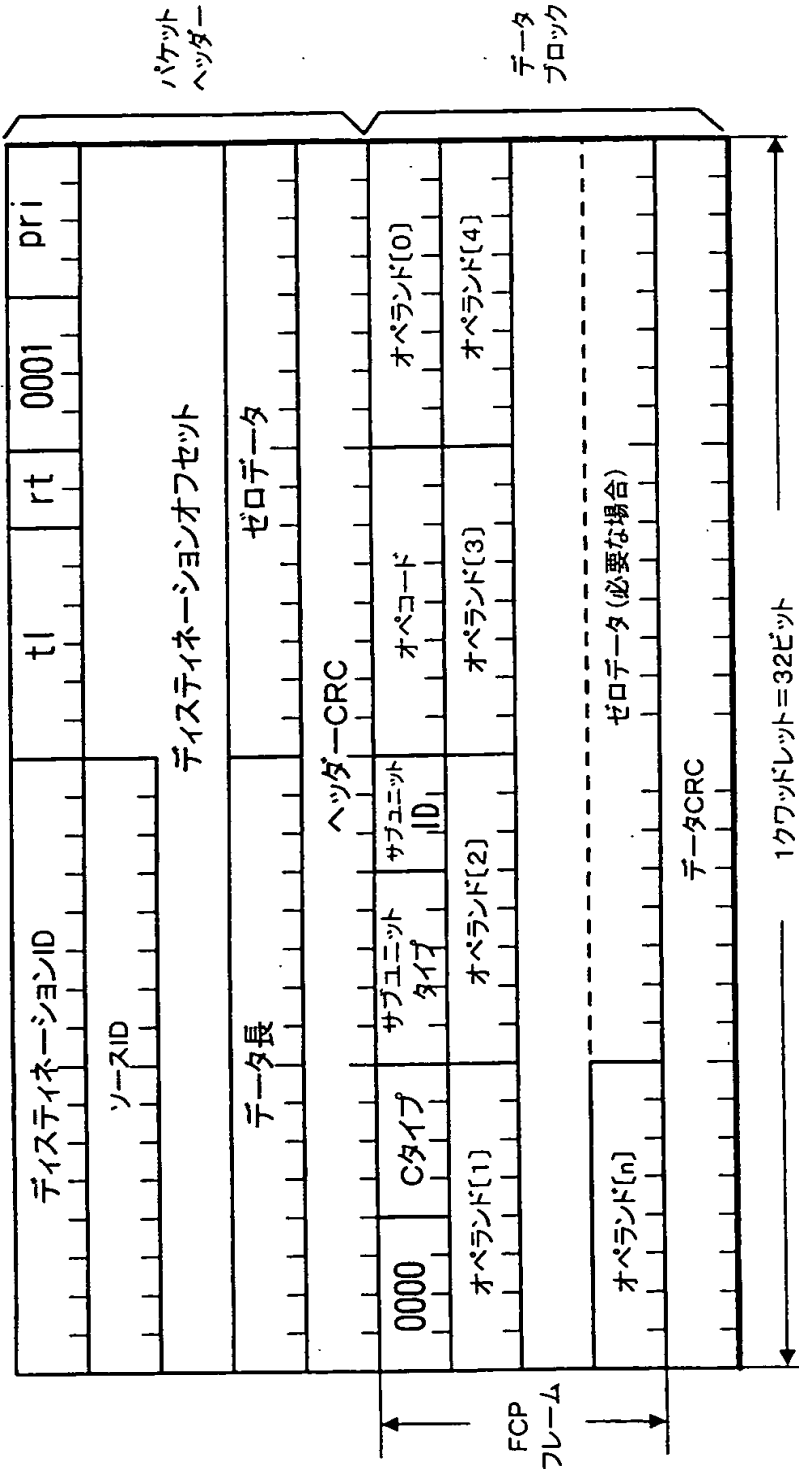 ディスティネーションID tl rt 0001 pri
ソースID
ディスティネーションオフセット
データ長 ゼロデータ
ヘッダーCRC
0000 Cタイプ サブユニット
タイプ サブユニット
ID オペコード オペランド[0]
オペランド[1] オペランド[2] オペランド[3] オペランド[4]
オペランド[n] ゼロデータ(必要な場合)
データCRC
パケット
ヘッダー
データ
ブロック
FCP
フレーム
1クワッドレット=32ビット